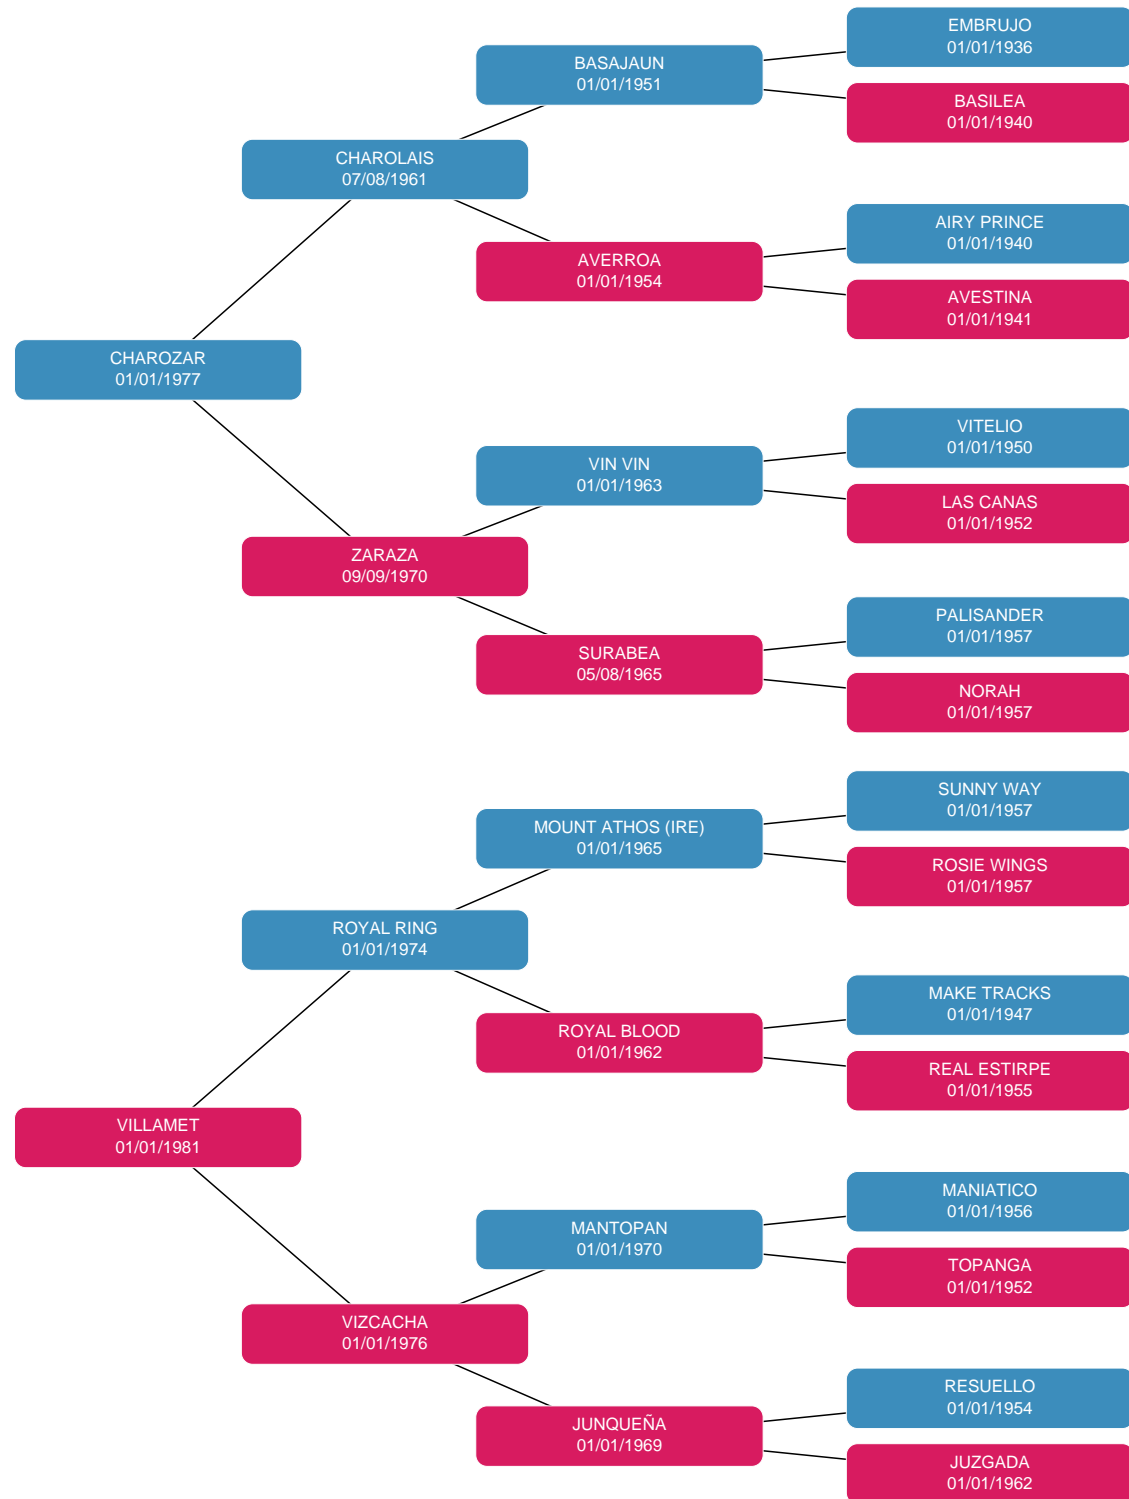 EMBRUJO
01/01/1936
BASAJAUN
01/01/1951
BASILEA
01/01/1940
CHAROLAIS
07/08/1961
AIRY PRINCE
01/01/1940
AVERROA
01/01/1954
AVESTINA
01/01/1941
CHAROZAR
01/01/1977
VITELIO
01/01/1950
VIN VIN
01/01/1963
LAS CANAS
01/01/1952
ZARAZA
09/09/1970
PALISANDER
01/01/1957
SURABEA
05/08/1965
NORAH
01/01/1957
SUNNY WAY
01/01/1957
MOUNT ATHOS (IRE)
01/01/1965
ROSIE WINGS
01/01/1957
ROYAL RING
01/01/1974
MAKE TRACKS
01/01/1947
ROYAL BLOOD
01/01/1962
REAL ESTIRPE
01/01/1955
VILLAMET
01/01/1981
MANIATICO
01/01/1956
MANTOPAN
01/01/1970
TOPANGA
01/01/1952
VIZCACHA
01/01/1976
RESUELLO
01/01/1954
JUNQUEÑA
01/01/1969
JUZGADA
01/01/1962